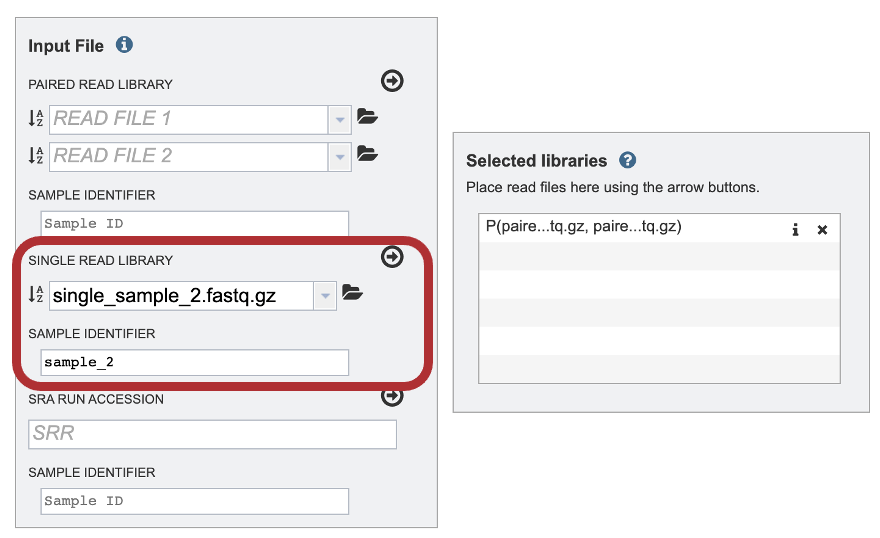 Input File
PAIRED READ LIBRARY
READ FILE 1
READ FILE 2
SAMPLE IDENTIFIER
Sample ID
SINGLE READ LIBRARY
single_sample_2.fastq.gz
SAMPLE IDENTIFIER
sample_2
SRA RUN ACCESSION
SRR
SAMPLE IDENTIFIER
Sample ID
Selected libraries
Place read files here using the arrow buttons.
P(paire...tq.gz, paire...tq.gz)